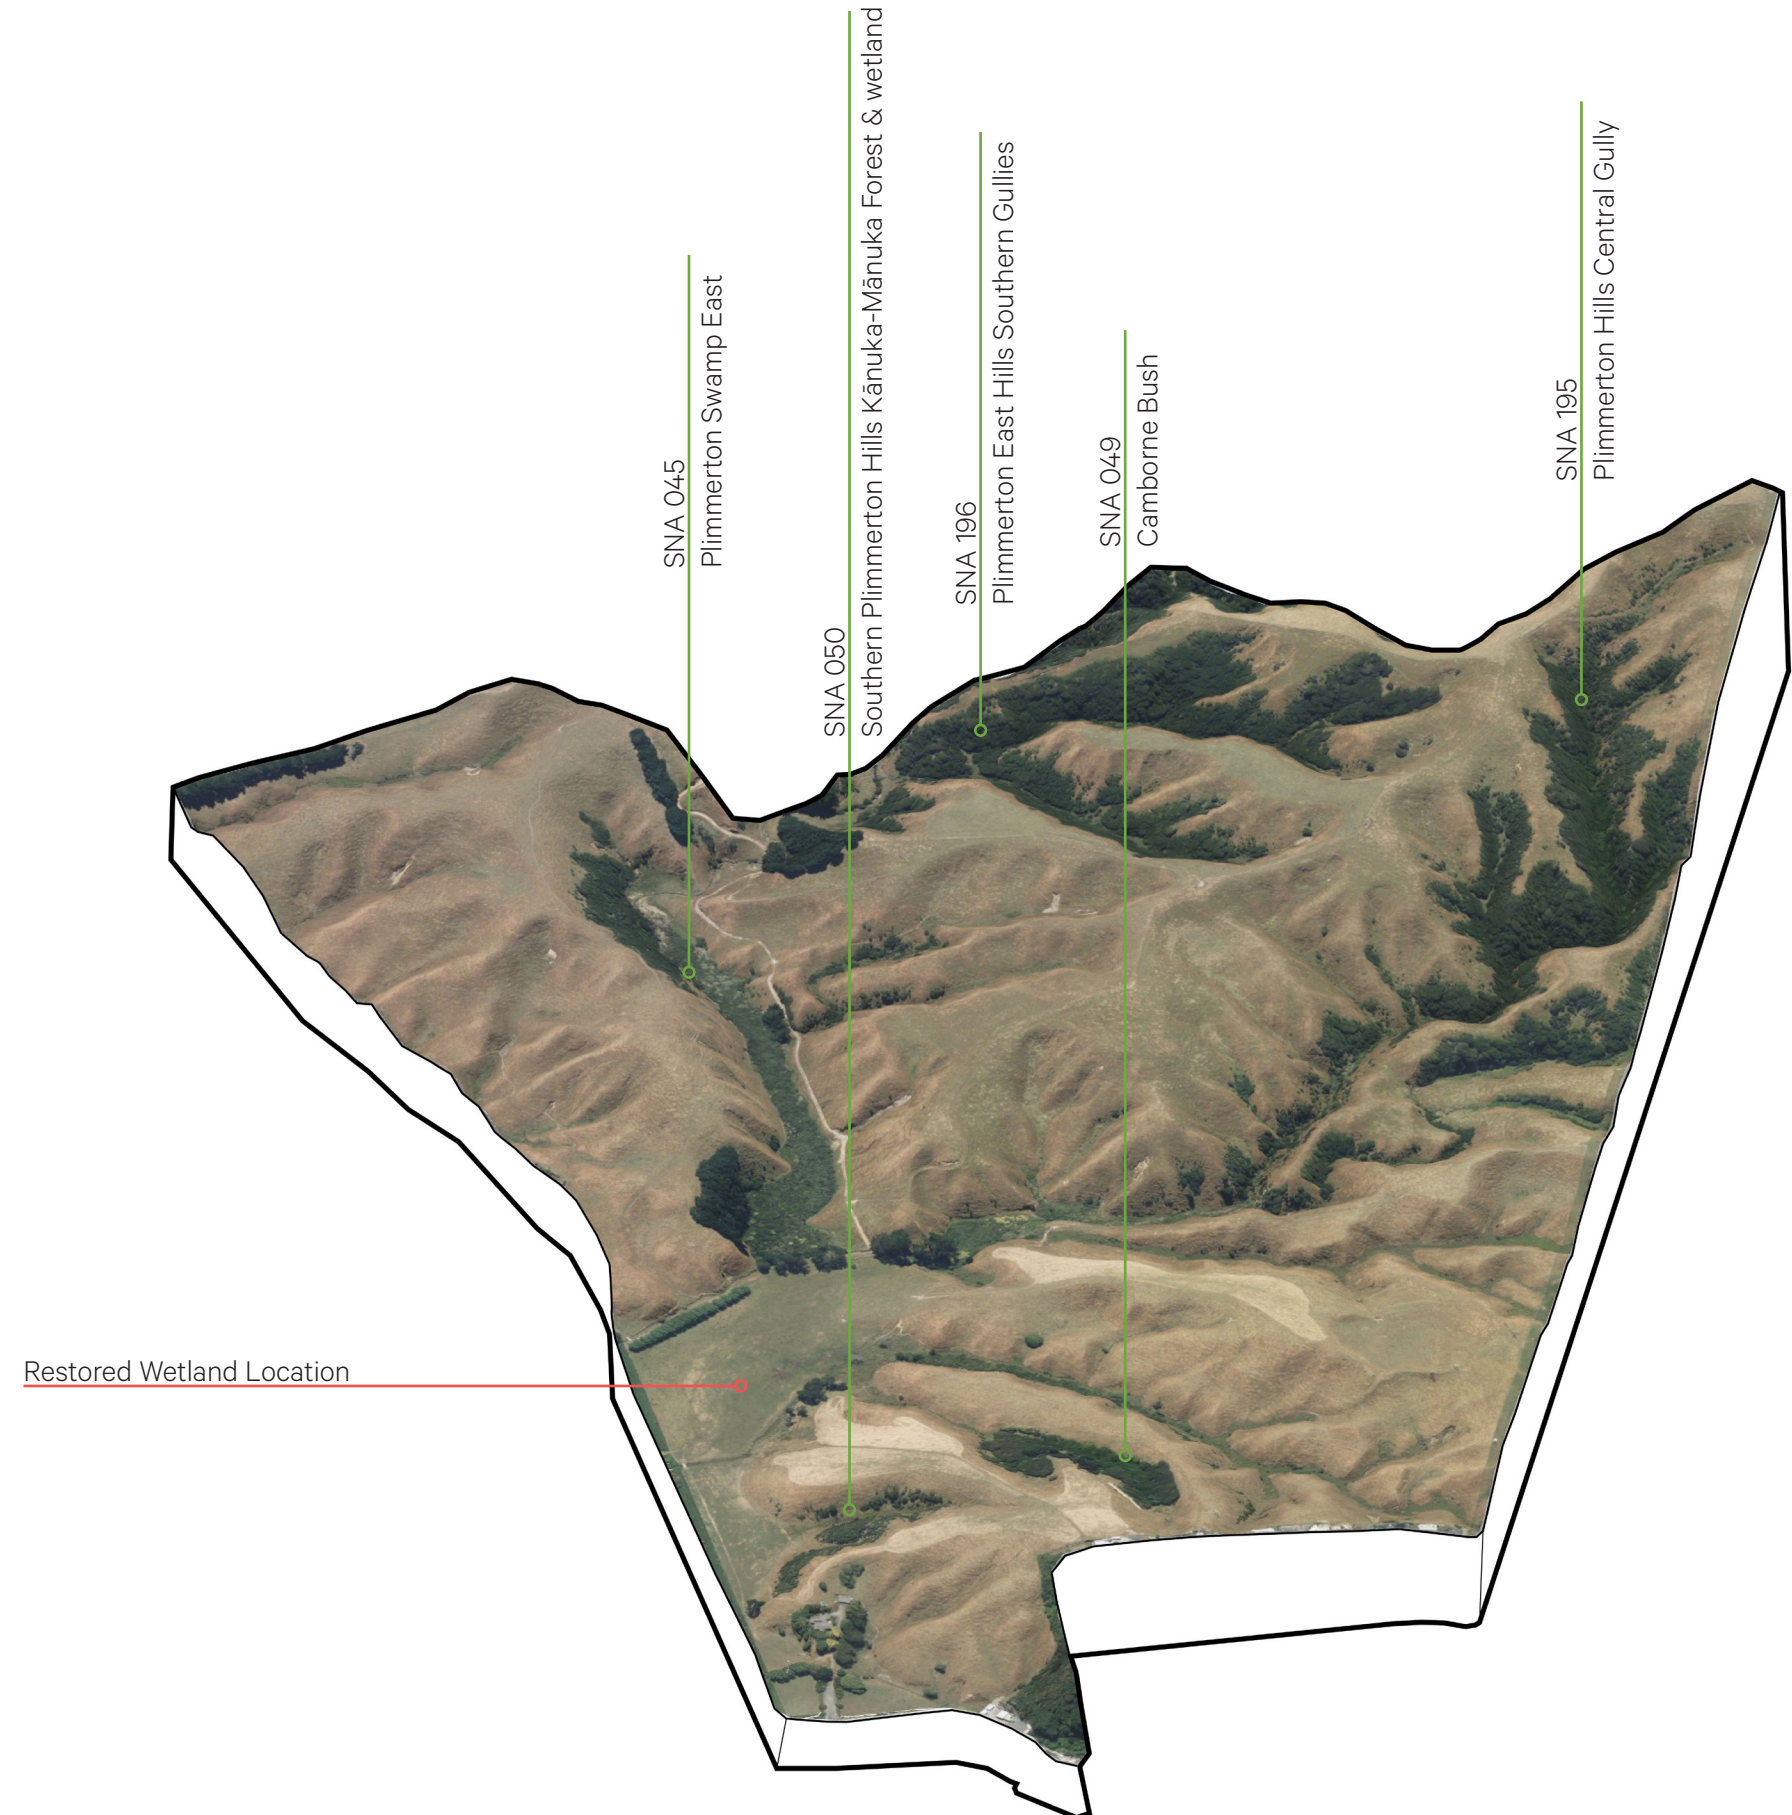 SNA 045
Plimmerton Swamp East
SNA 050
Southern Plimmerton Hills Kānuka-Mānuka Forest & wetland
SNA 196
Plimmerton East Hills Southern Gullies
SNA 049
Camborne Bush
SNA 195
Plimmerton Hills Central Gully
Restored Wetland Location